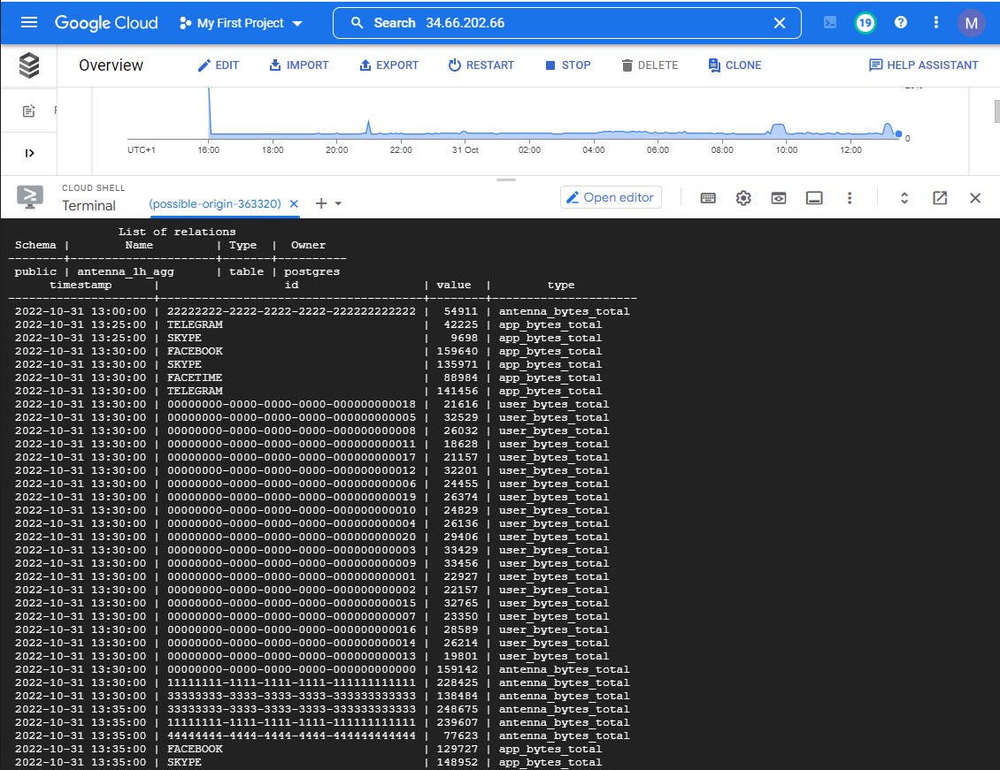 Google Cloud My First Project Search 34.66.202.66 19 M
Overview EDIT IMPORT EXPORT RESTART STOP DELETE CLONE HELP ASSISTANT
0
UTC+1 16:00 18:00 20:00 22:00 31 Oct 02:00 04:00 06:00 08:00 10:00 12:00
CLOUD SHELL
Terminal (possible-origin-363320) Open editor
List of relations
Schema | Name | Type | Owner
--------+---------------------+-------+----------
public | antenna_1h_agg | table | postgres
timestamp | id | value | type
---------------------+--------------------------------------+--------+---------------------
2022-10-31 13:00:00 | 22222222-2222-2222-2222-222222222222 | 54911 | antenna_bytes_total
2022-10-31 13:25:00 | TELEGRAM | 42225 | app_bytes_total
2022-10-31 13:25:00 | SKYPE | 9698 | app_bytes_total
2022-10-31 13:30:00 | FACEBOOK | 159640 | app_bytes_total
2022-10-31 13:30:00 | SKYPE | 135971 | app_bytes_total
2022-10-31 13:30:00 | FACETIME | 88984 | app_bytes_total
2022-10-31 13:30:00 | TELEGRAM | 141456 | app_bytes_total
2022-10-31 13:30:00 | 00000000-0000-0000-0000-000000000018 | 21616 | user_bytes_total
2022-10-31 13:30:00 | 00000000-0000-0000-0000-000000000005 | 32529 | user_bytes_total
2022-10-31 13:30:00 | 00000000-0000-0000-0000-000000000008 | 26032 | user_bytes_total
2022-10-31 13:30:00 | 00000000-0000-0000-0000-000000000011 | 18628 | user_bytes_total
2022-10-31 13:30:00 | 00000000-0000-0000-0000-000000000017 | 21157 | user_bytes_total
2022-10-31 13:30:00 | 00000000-0000-0000-0000-000000000012 | 32201 | user_bytes_total
2022-10-31 13:30:00 | 00000000-0000-0000-0000-000000000006 | 24455 | user_bytes_total
2022-10-31 13:30:00 | 00000000-0000-0000-0000-000000000019 | 26374 | user_bytes_total
2022-10-31 13:30:00 | 00000000-0000-0000-0000-000000000010 | 24829 | user_bytes_total
2022-10-31 13:30:00 | 00000000-0000-0000-0000-000000000004 | 26136 | user_bytes_total
2022-10-31 13:30:00 | 00000000-0000-0000-0000-000000000020 | 29406 | user_bytes_total
2022-10-31 13:30:00 | 00000000-0000-0000-0000-000000000003 | 33429 | user_bytes_total
2022-10-31 13:30:00 | 00000000-0000-0000-0000-000000000009 | 33456 | user_bytes_total
2022-10-31 13:30:00 | 00000000-0000-0000-0000-000000000001 | 22927 | user_bytes_total
2022-10-31 13:30:00 | 00000000-0000-0000-0000-000000000002 | 22157 | user_bytes_total
2022-10-31 13:30:00 | 00000000-0000-0000-0000-000000000015 | 32765 | user_bytes_total
2022-10-31 13:30:00 | 00000000-0000-0000-0000-000000000007 | 23350 | user_bytes_total
2022-10-31 13:30:00 | 00000000-0000-0000-0000-000000000016 | 28589 | user_bytes_total
2022-10-31 13:30:00 | 00000000-0000-0000-0000-000000000014 | 26214 | user_bytes_total
2022-10-31 13:30:00 | 00000000-0000-0000-0000-000000000013 | 19801 | user_bytes_total
2022-10-31 13:30:00 | 00000000-0000-0000-0000-000000000000 | 159142 | antenna_bytes_total
2022-10-31 13:30:00 | 11111111-1111-1111-1111-111111111111 | 228425 | antenna_bytes_total
2022-10-31 13:30:00 | 33333333-3333-3333-3333-333333333333 | 138484 | antenna_bytes_total
2022-10-31 13:35:00 | 33333333-3333-3333-3333-333333333333 | 248675 | antenna_bytes_total
2022-10-31 13:35:00 | 11111111-1111-1111-1111-111111111111 | 239607 | antenna_bytes_total
2022-10-31 13:35:00 | 44444444-4444-4444-4444-444444444444 | 77623 | antenna_bytes_total
2022-10-31 13:35:00 | FACEBOOK | 129727 | app_bytes_total
2022-10-31 13:35:00 | SKYPE | 148952 | app_bytes_total